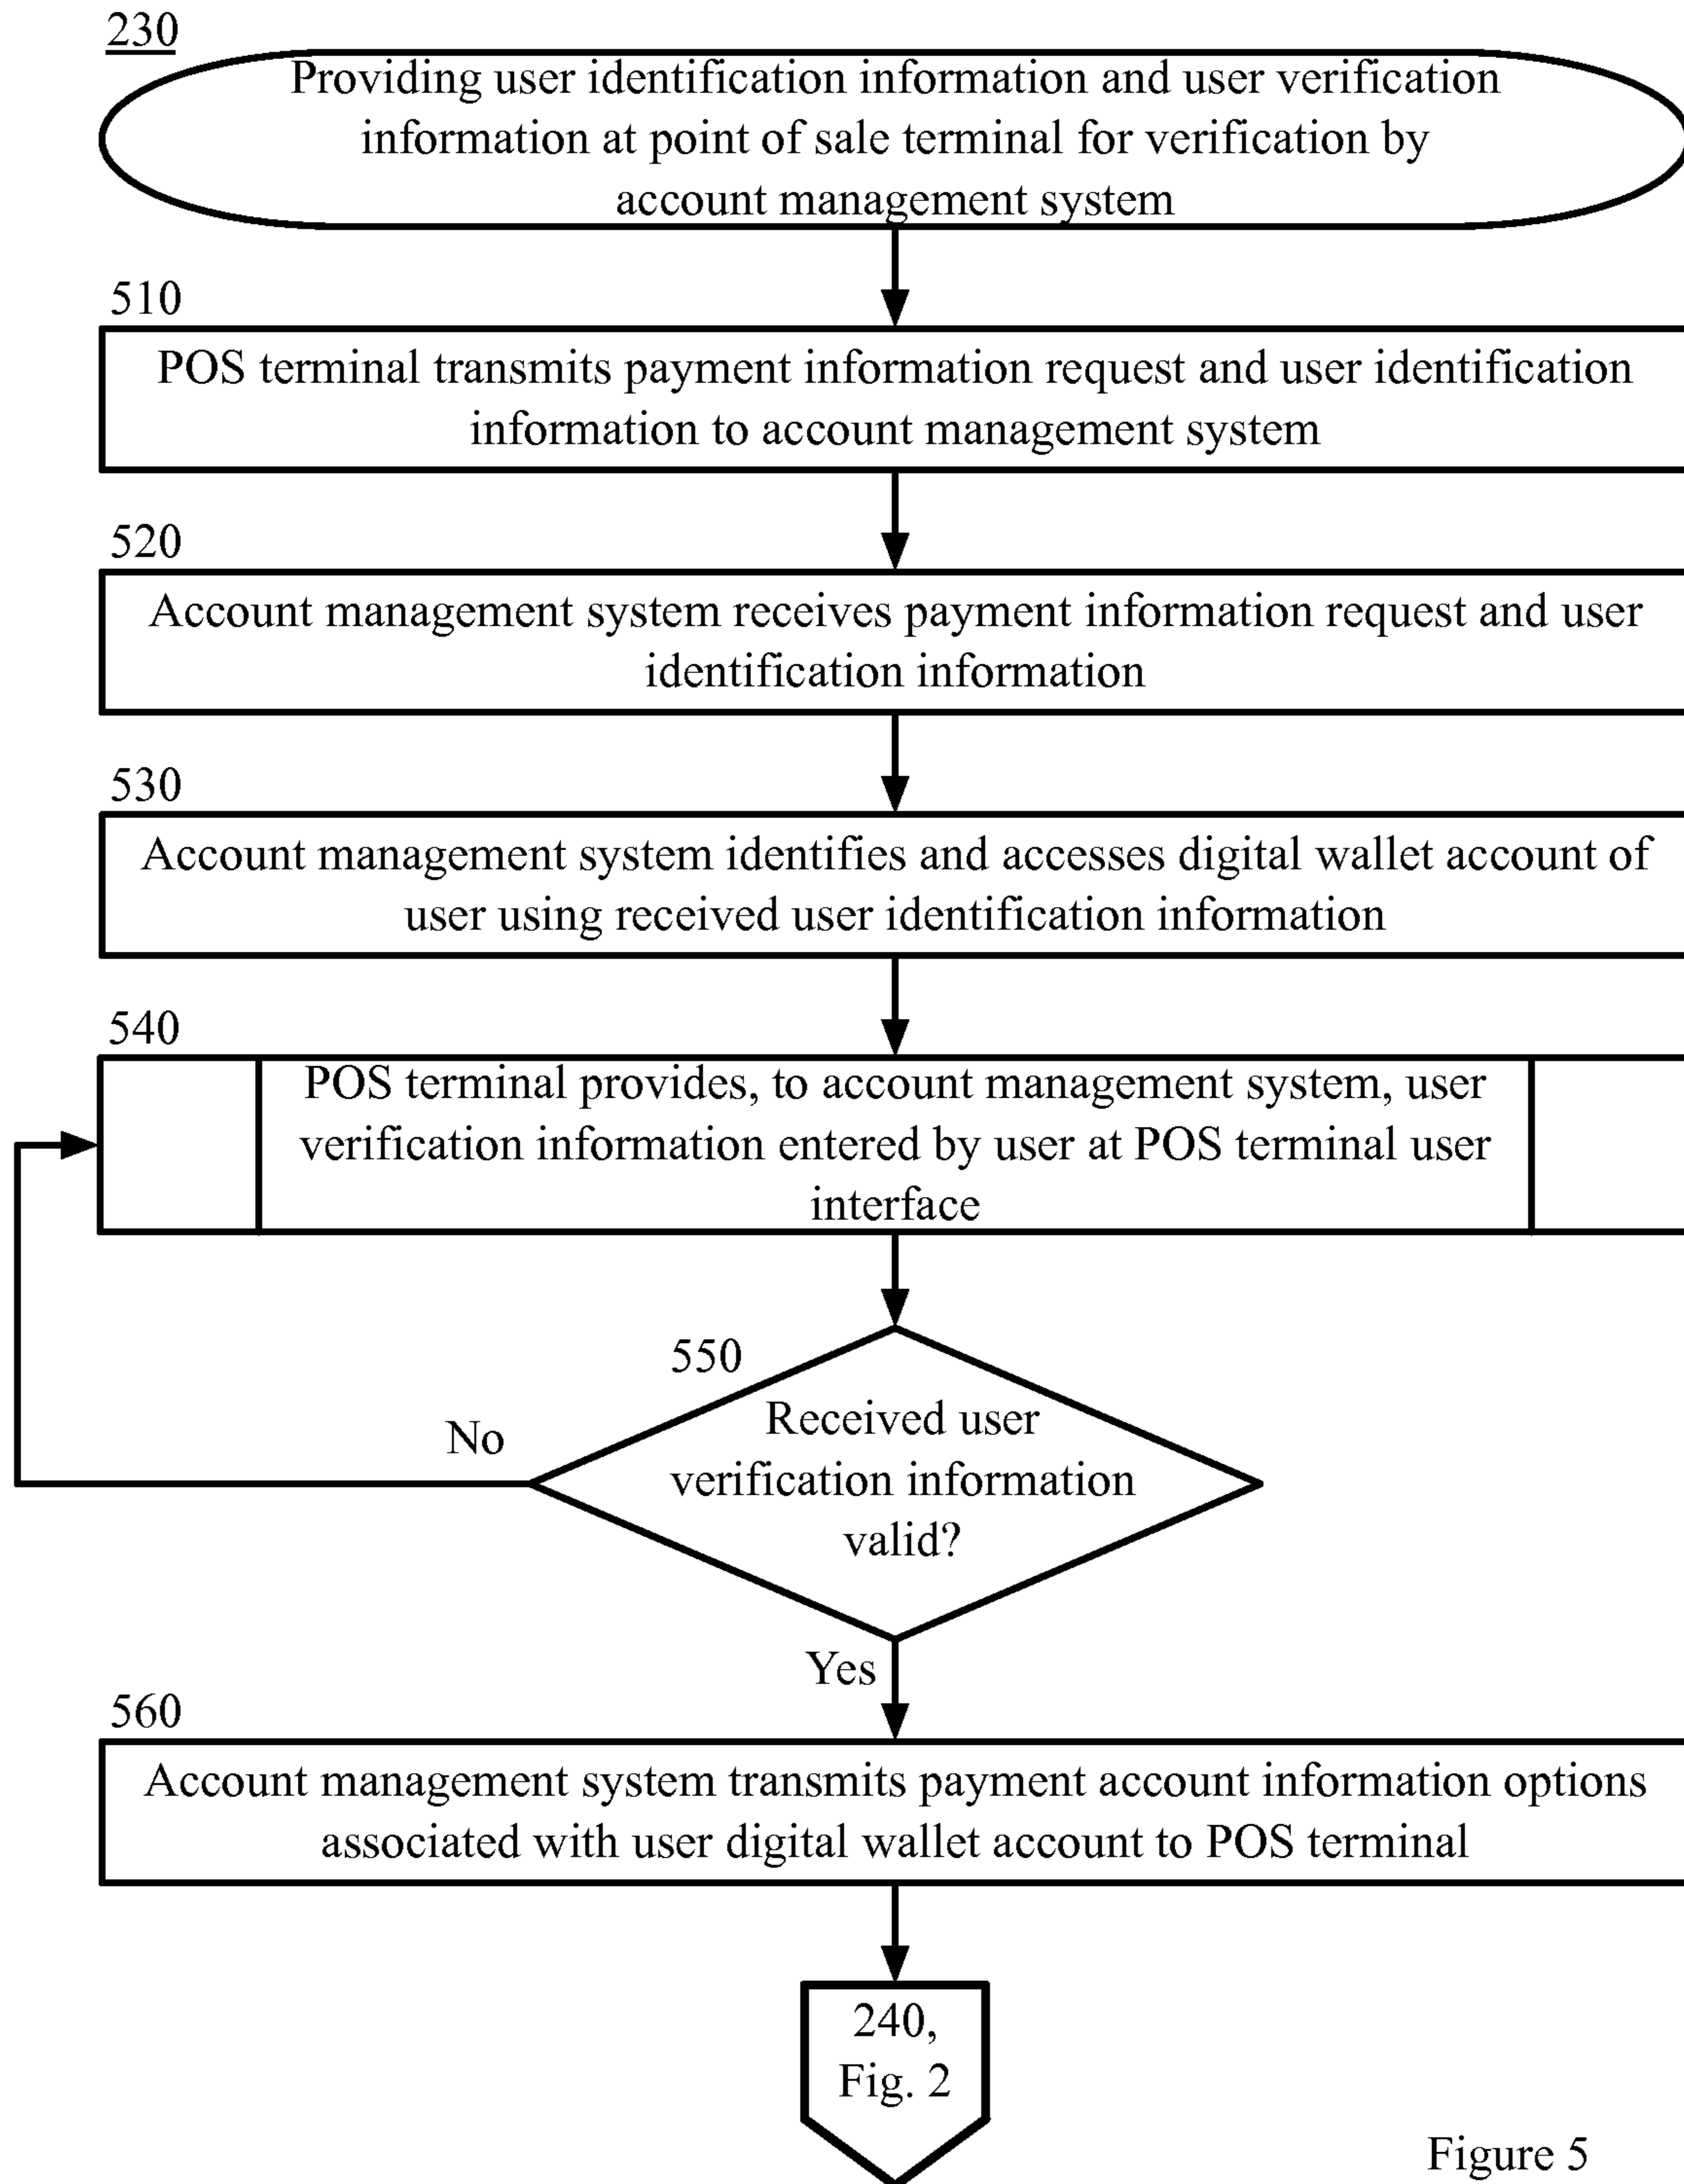 230
Providing user identification information and user verification
information at point of sale terminal for verification by
account management system
510
POS terminal transmits payment information request and user identification
information to account management system
520
Account management system receives payment information request and user
identification information
530
Account management system identifies and accesses digital wallet account of
user using received user identification information
540
POS terminal provides, to account management system, user
verification information entered by user at POS terminal user
interface
550
Received user
verification information
valid?
No
Yes
560
Account management system transmits payment account information options
associated with user digital wallet account to POS terminal
240,
Fig. 2
Figure 5